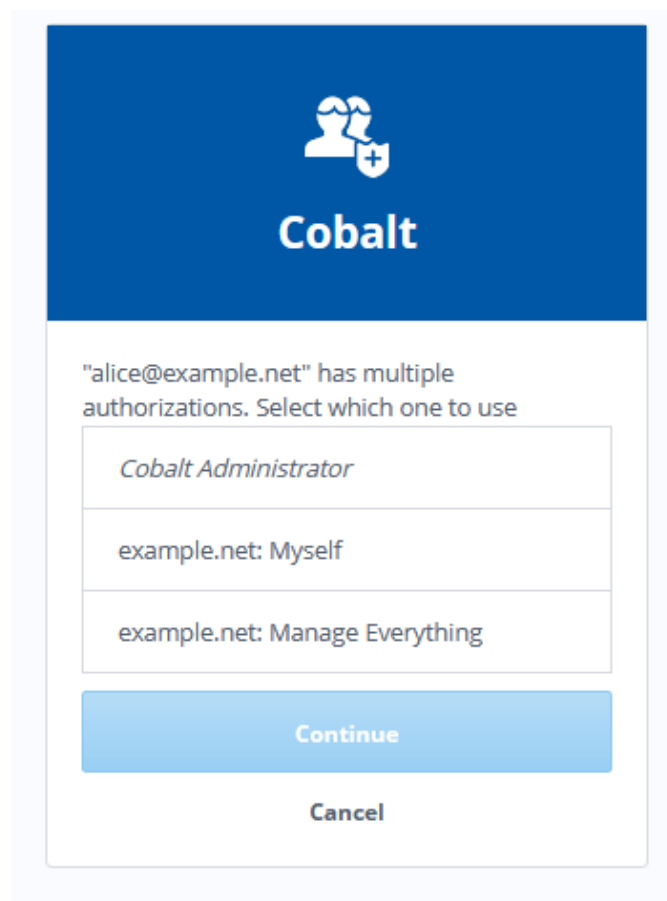 Cobalt
"alice@example.net" has multiple
authorizations. Select which one to use
Cobalt Administrator
example.net: Myself
example.net: Manage Everything
Continue
Cancel